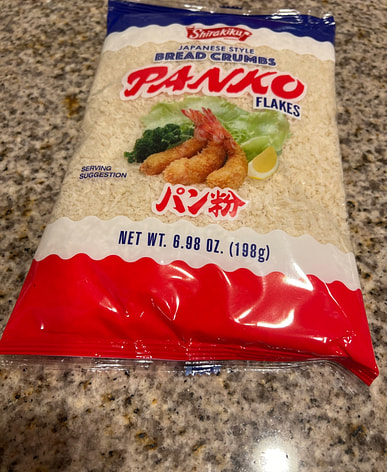 Shirakiku
JAPANESE STYLE
BREAD CRUMBS
PANKO
FLAKES
SERVING
SUGGESTION
パン粉
NET WT. 6.98 OZ. (198g)